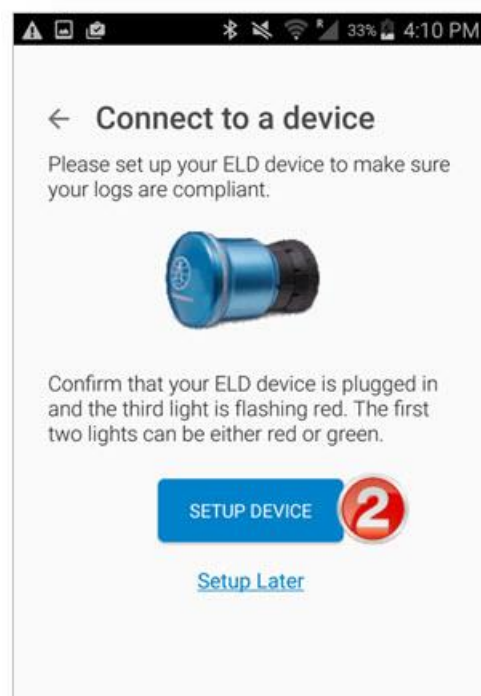 R 33% 4:10 PM
← Connect to a device
Please set up your ELD device to make sure
your logs are compliant.
Confirm that your ELD device is plugged in
and the third light is flashing red. The first
two lights can be either red or green.
SETUP DEVICE 2
Setup Later